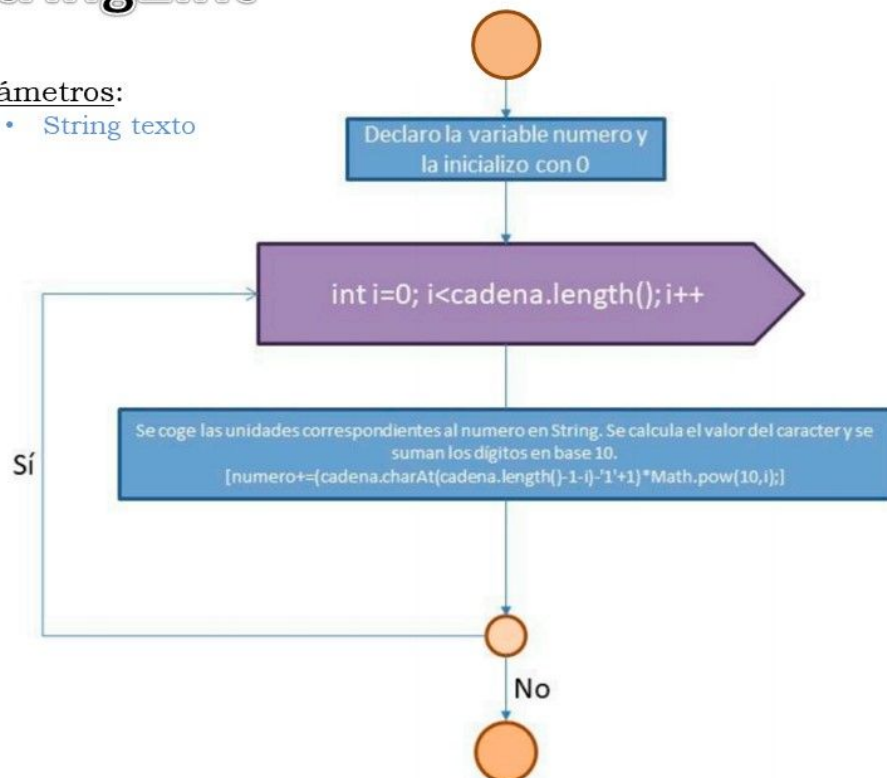 ámetros:
• String texto
Declaro la variable numero y
la inicializo con 0
int i=0; i<cadena.length(); i++
Se coge las unidades correspondientes al numero en String. Se calcula el valor del caracter y se
suman los dígitos en base 10.
[numero+=(cadena.charAt(cadena.length()-1-i)-'1'+1)*Math.pow(10,i);]
Sí
No